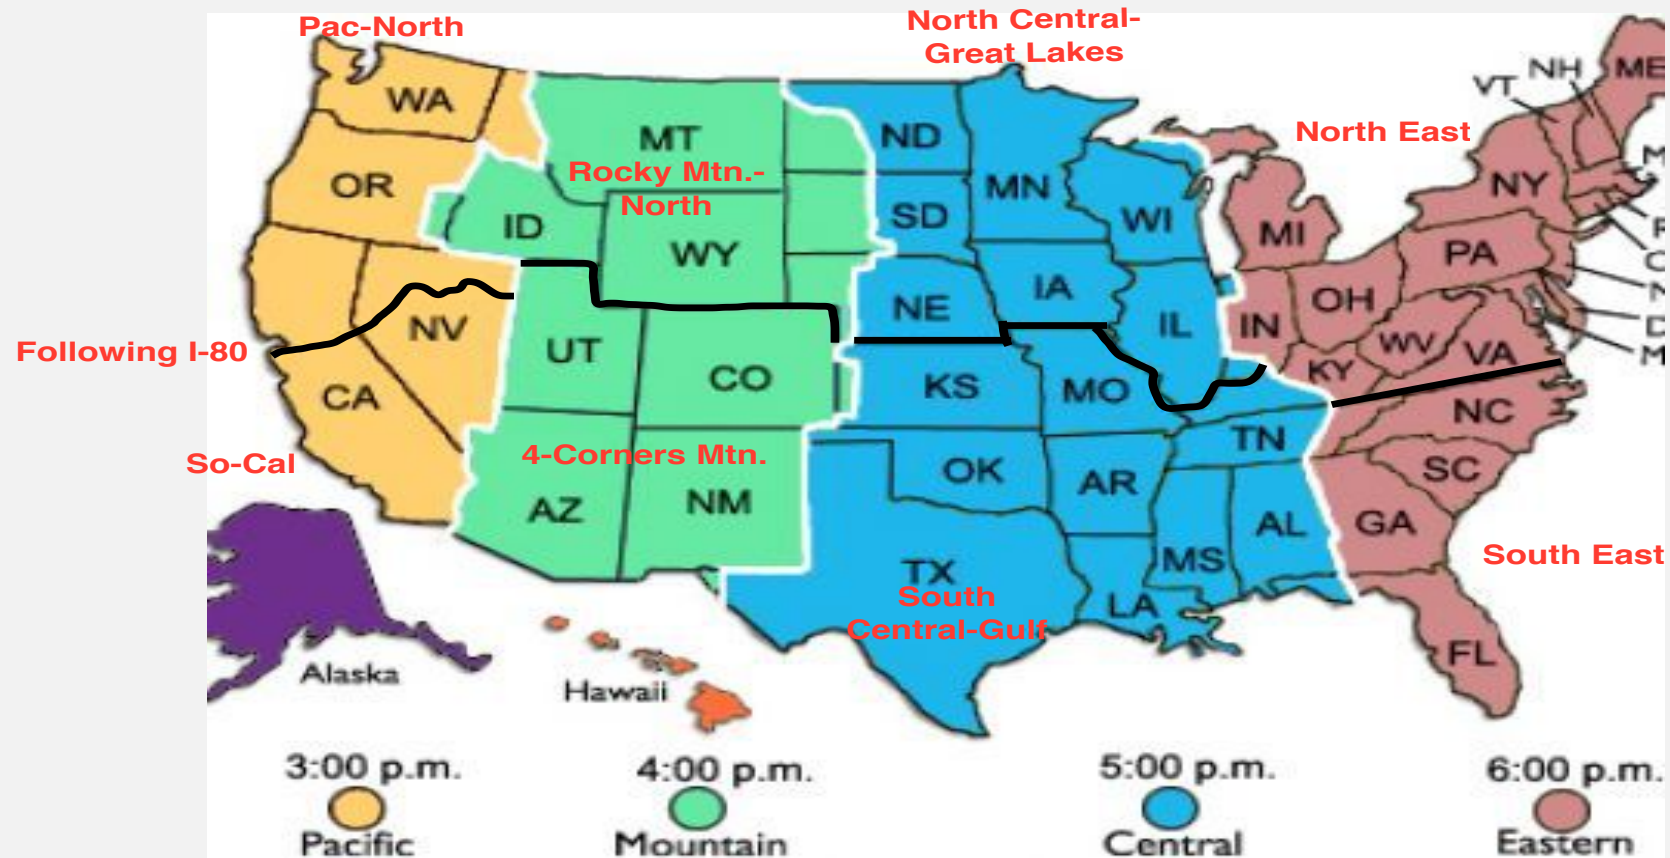 Pac-North
North Central-
Great Lakes
NH
ME
VT
North East
WA
MT
ND
MN
OR
Rocky Mtn.-
North
ID
WY
SD
WI
NY
MI
PA
NE
IA
OH
IL
IN
NV
WV
VA
KY
Following I-80
UT
CO
CA
KS
MO
NC
TN
So-Cal
4-Corners Mtn.
OK
AR
SC
AZ
NM
AL
GA
MS
South East
TX
South
Central-Gulf
LA
FL
Alaska
Hawaii
3:00 p.m.
4:00 p.m.
5:00 p.m.
6:00 p.m.
Pacific
Mountain
Central
Eastern